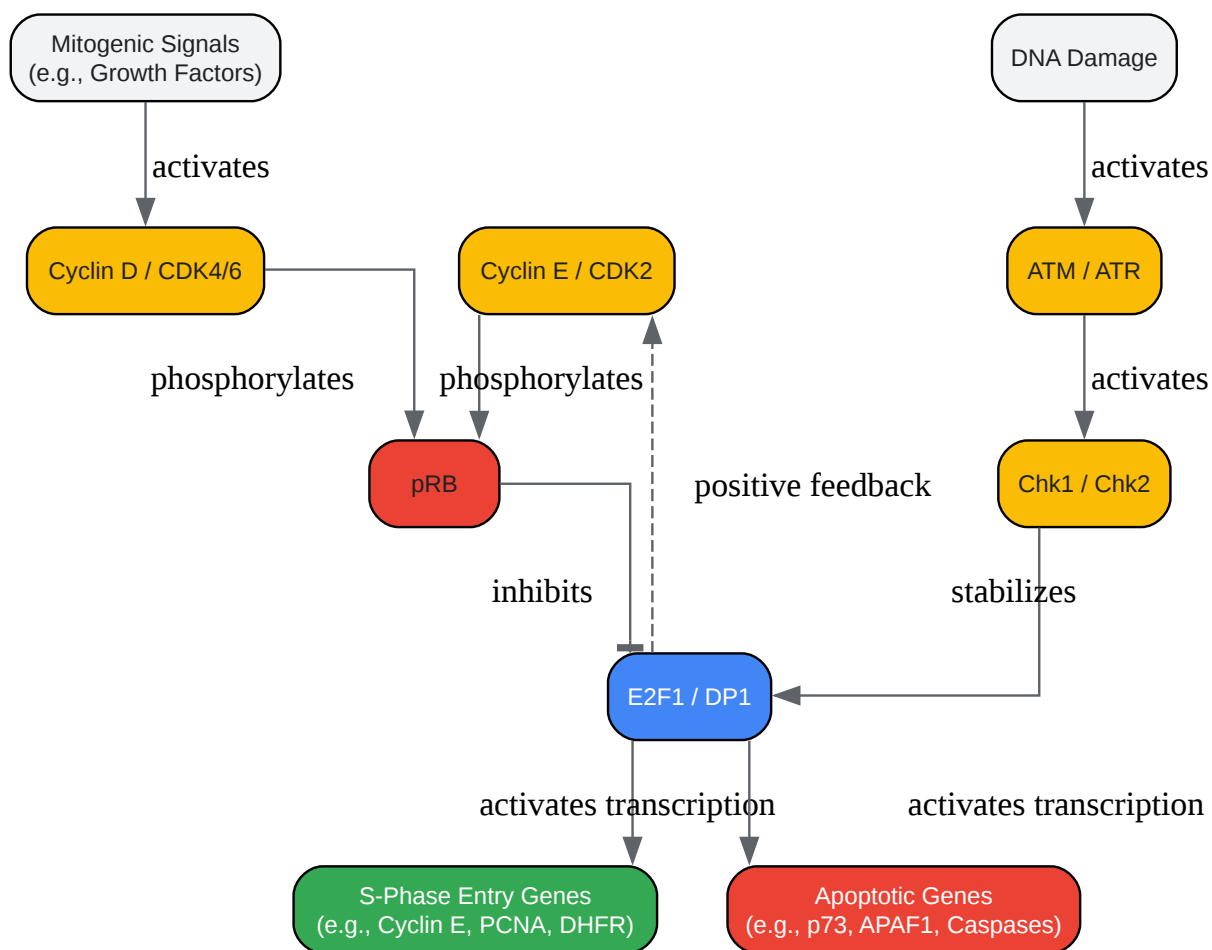 Mitogenic Signals
(e.g., Growth Factors)
DNA Damage
activates
activates
Cyclin D / CDK4/6
Cyclin E / CDK2
ATM / ATR
phosphorylates
phosphorylates
activates
pRB
positive feedback
Chk1 / Chk2
inhibits
stabilizes
E2F1 / DP1
activates transcription
activates transcription
S-Phase Entry Genes
(e.g., Cyclin E, PCNA, DHFR)
Apoptotic Genes
(e.g., p73, APAF1, Caspases)